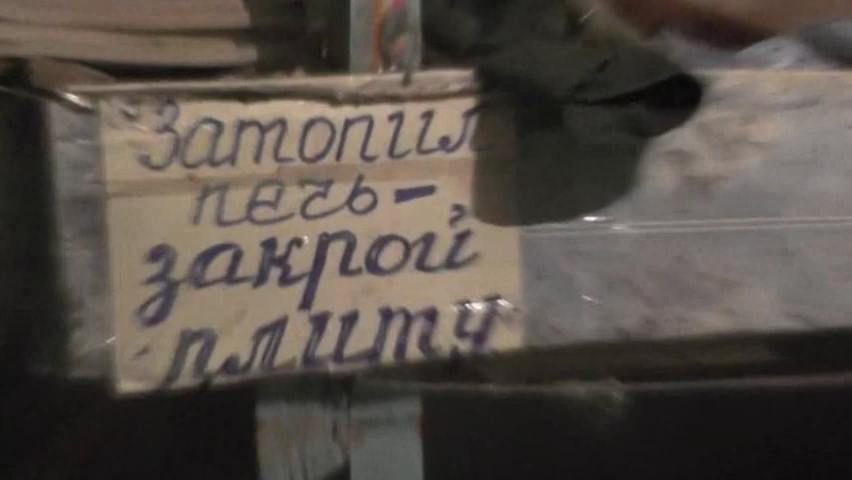 Затопил
печь-
закрой
плиту